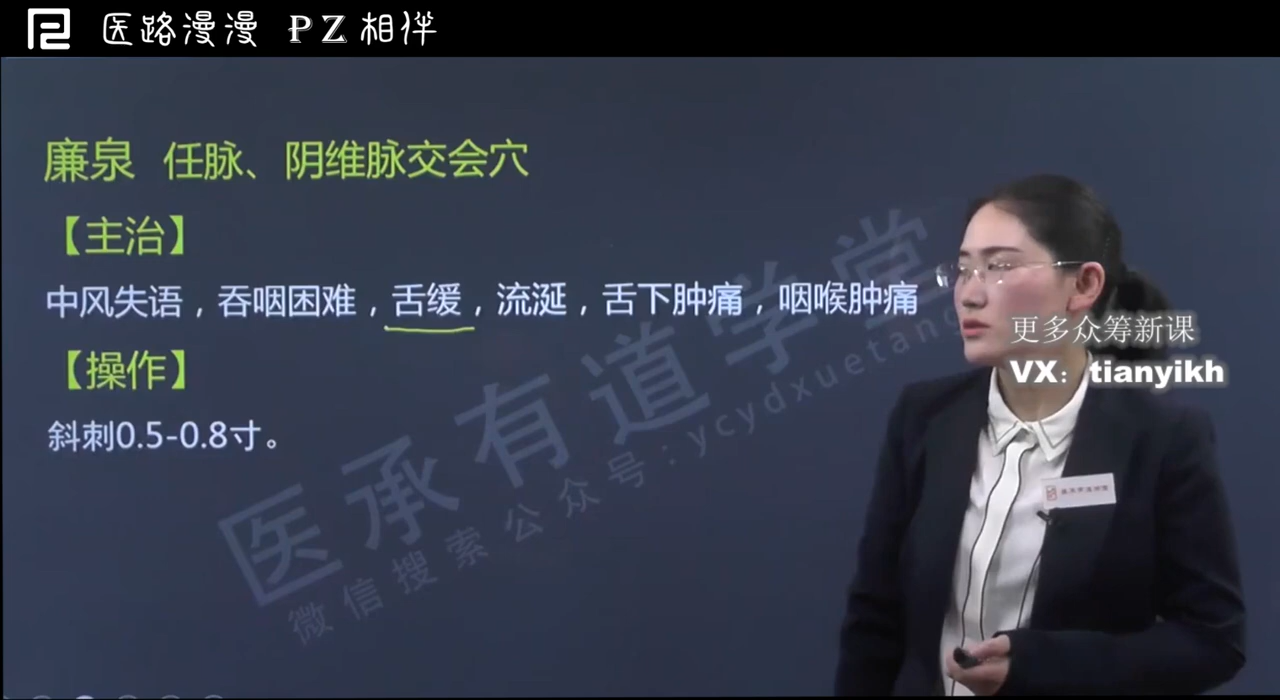 医路漫漫 PZ相伴
廉泉 任脉、阴维脉交会穴
【主治】
中风失语，吞咽困难，舌缓，流涎，舌下肿痛，咽喉肿痛
【操作】
斜刺0.5-0.8寸。
更多众筹新课
VX：tianyikh
医承有道学堂
微信搜索公众号：ycydxuetang